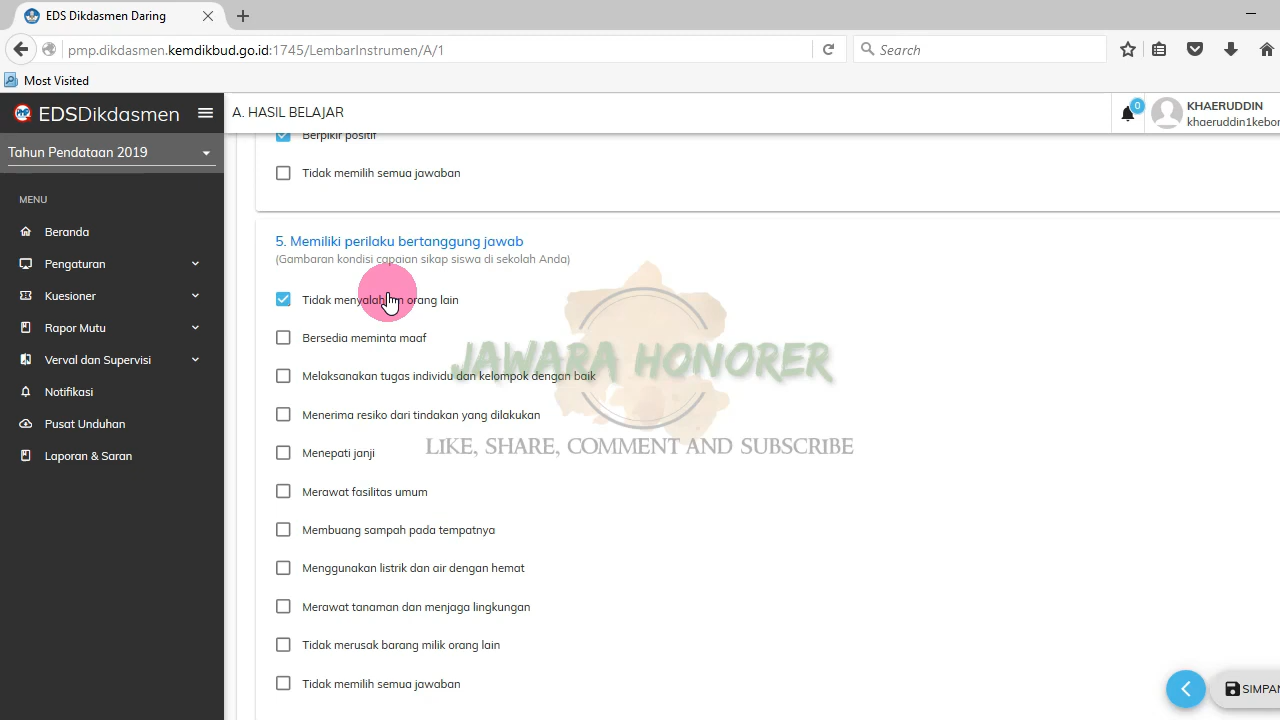 EDS Dikdasmen Daring
pmp.dikdasmen.kemdikbud.go.id:1745/LembarInstrumen/A/1
Search
Most Visited
EDSDikdasmen
A. HASIL BELAJAR
0
KHAERUDDIN
khaeruddin1kebor
Tahun Pendataan 2019
MENU
Beranda
Pengaturan
Kuesioner
Rapor Mutu
Verval dan Supervisi
Notifikasi
Pusat Unduhan
Laporan & Saran
Berpikir positif
Tidak memilih semua jawaban
5. Memiliki perilaku bertanggung jawab
(Gambaran kondisi capaian sikap siswa di sekolah Anda)
Tidak menyalahkan orang lain
Bersedia meminta maaf
Melaksanakan tugas individu dan kelompok dengan baik
Menerima resiko dari tindakan yang dilakukan
Menepati janji
Merawat fasilitas umum
Membuang sampah pada tempatnya
Menggunakan listrik dan air dengan hemat
Merawat tanaman dan menjaga lingkungan
Tidak merusak barang milik orang lain
Tidak memilih semua jawaban
JAWARA HONORER
LIKE, SHARE, COMMENT AND SUBSCRIBE
SIMPAN